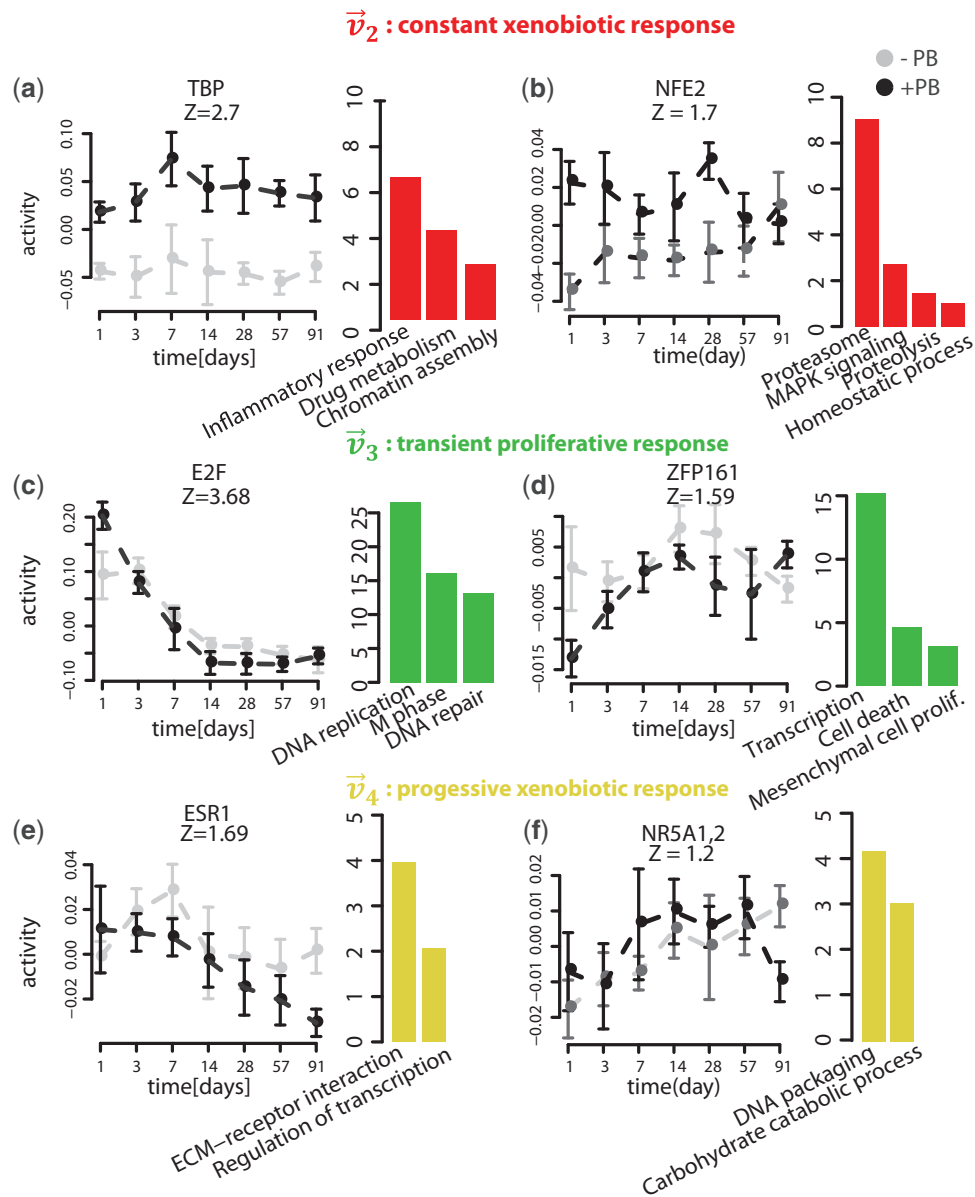 v2 : constant xenobiotic response
- PB
+PB
(a)
TBP
Z=2.7
activity
0.10
0.05
0.00
−0.05
1 3 7 14 28 57 91
time[days]
10
8
6
4
2
0
Inflammatory response
Drug metabolism
Chromatin assembly
(b)
NFE2
Z = 1.7
0.04
0.02
0.00
−0.02
−0.04
1 3 7 14 28 57 91
time(day)
10
8
6
4
2
0
Proteasome
MAPK signaling
Proteolysis
Homeostatic process
v3 : transient proliferative response
(c)
E2F
Z=3.68
activity
0.20
0.10
0.00
−0.10
1 3 7 14 28 57 91
time[days]
25
20
15
10
5
0
DNA replication
M phase
DNA repair
(d)
ZFP161
Z=1.59
0.005
−0.005
−0.015
1 3 7 14 28 57 91
time[days]
15
10
5
0
Transcription
Cell death
Mesenchymal cell prolif.
v4 : progessive xenobiotic response
(e)
ESR1
Z=1.69
activity
0.04
0.02
0.00
−0.02
1 3 7 14 28 57 91
time[days]
5
4
3
2
1
0
ECM−receptor interaction
Regulation of transcription
(f)
NR5A1,2
Z = 1.2
0.02
0.01
0.00
−0.01
−0.02
1 3 7 14 28 57 91
time(day)
5
4
3
2
1
0
DNA packaging
Carbohydrate catabolic process